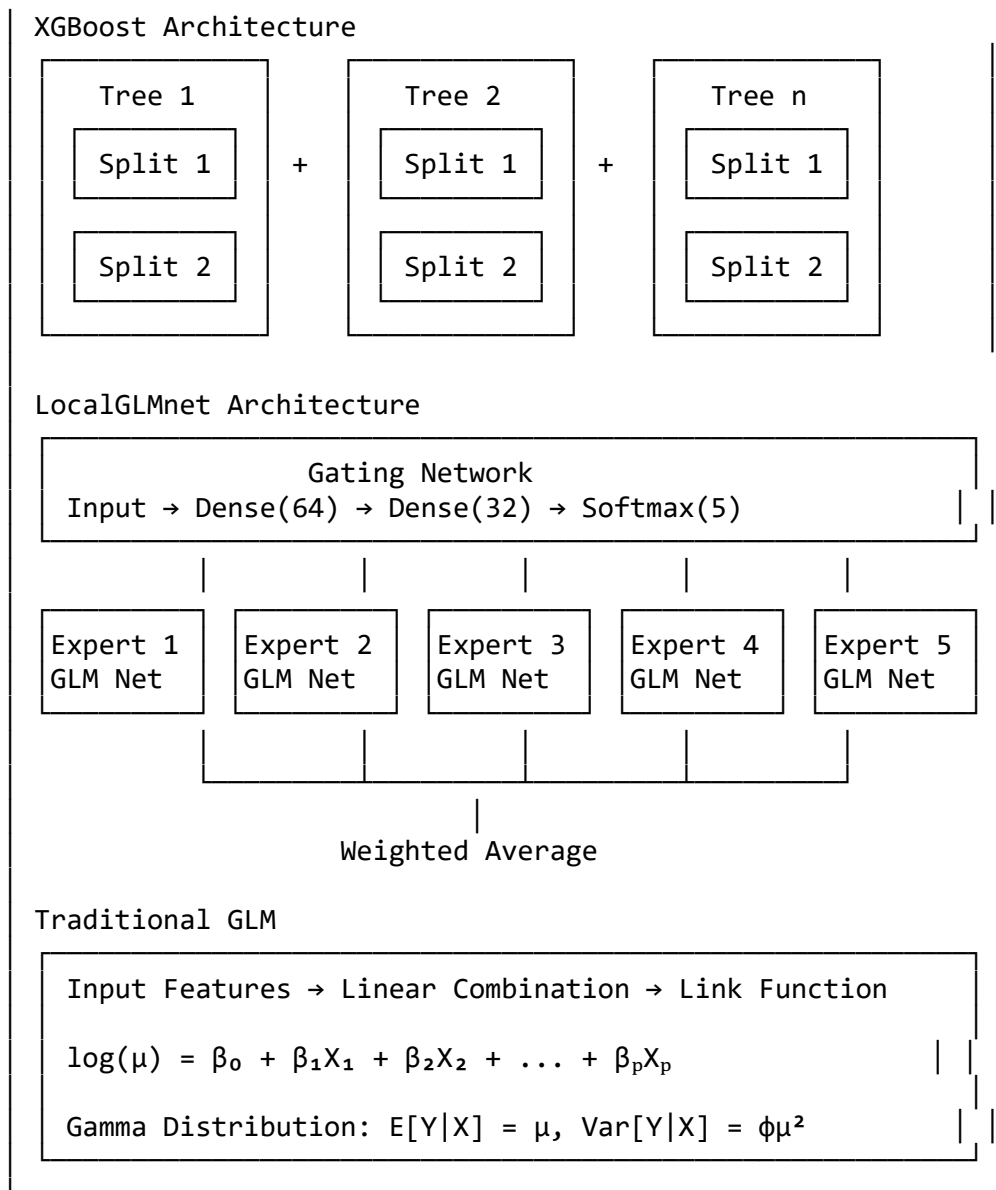 XGBoost Architecture
Tree 1 Tree 2 Tree n
Split 1 + Split 1 + Split 1
Split 2 Split 2 Split 2
LocalGLMnet Architecture
Gating Network
Input → Dense(64) → Dense(32) → Softmax(5)
Expert 1 Expert 2 Expert 3 Expert 4 Expert 5
GLM Net GLM Net GLM Net GLM Net GLM Net
Weighted Average
Traditional GLM
Input Features → Linear Combination → Link Function
log(μ) = β₀ + β₁X₁ + β₂X₂ + ... + βₚXₚ
Gamma Distribution: E[Y|X] = μ, Var[Y|X] = φμ²